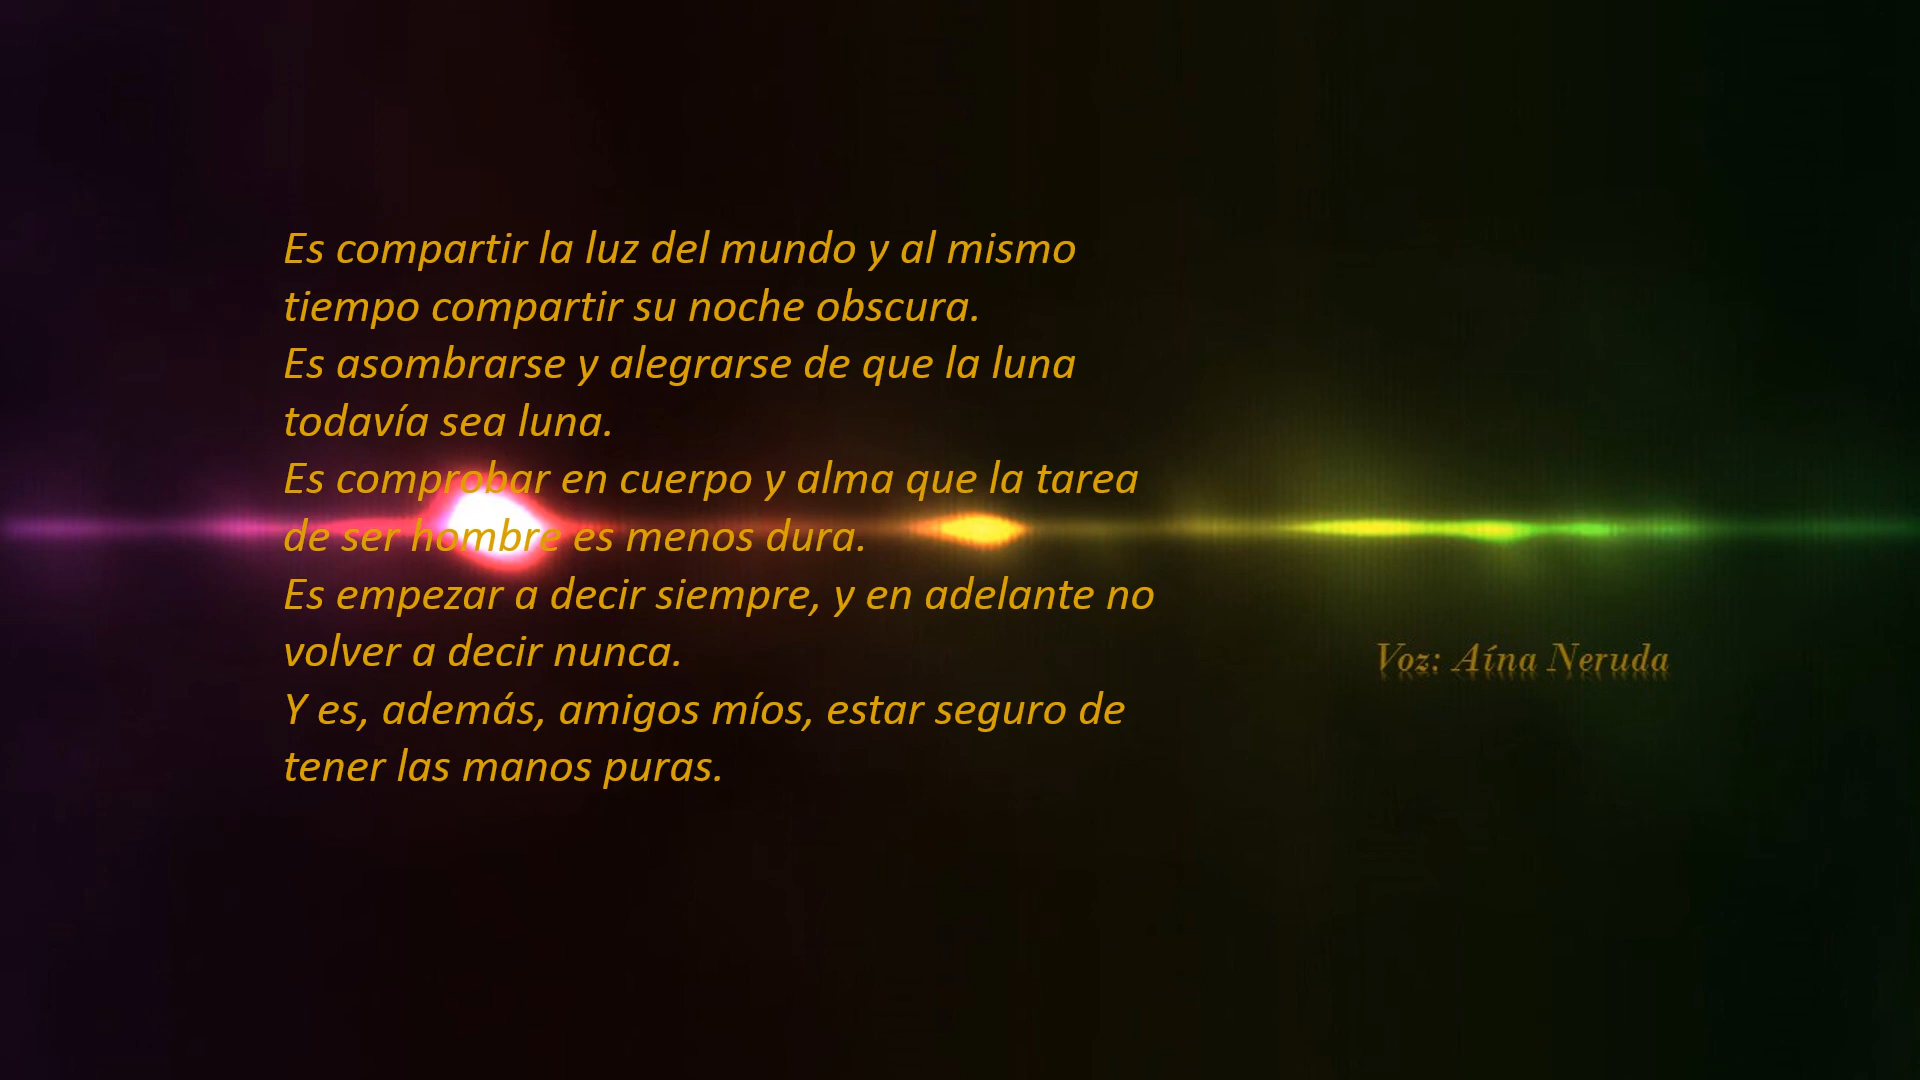 Es compartir la luz del mundo y al mismo
tiempo compartir su noche obscura.
Es asombrarse y alegrarse de que la luna
todavía sea luna.
Es comprobar en cuerpo y alma que la tarea
de ser hombre es menos dura.
Es empezar a decir siempre, y en adelante no
volver a decir nunca.
Y es, además, amigos míos, estar seguro de
tener las manos puras.
Voz: Aína Neruda